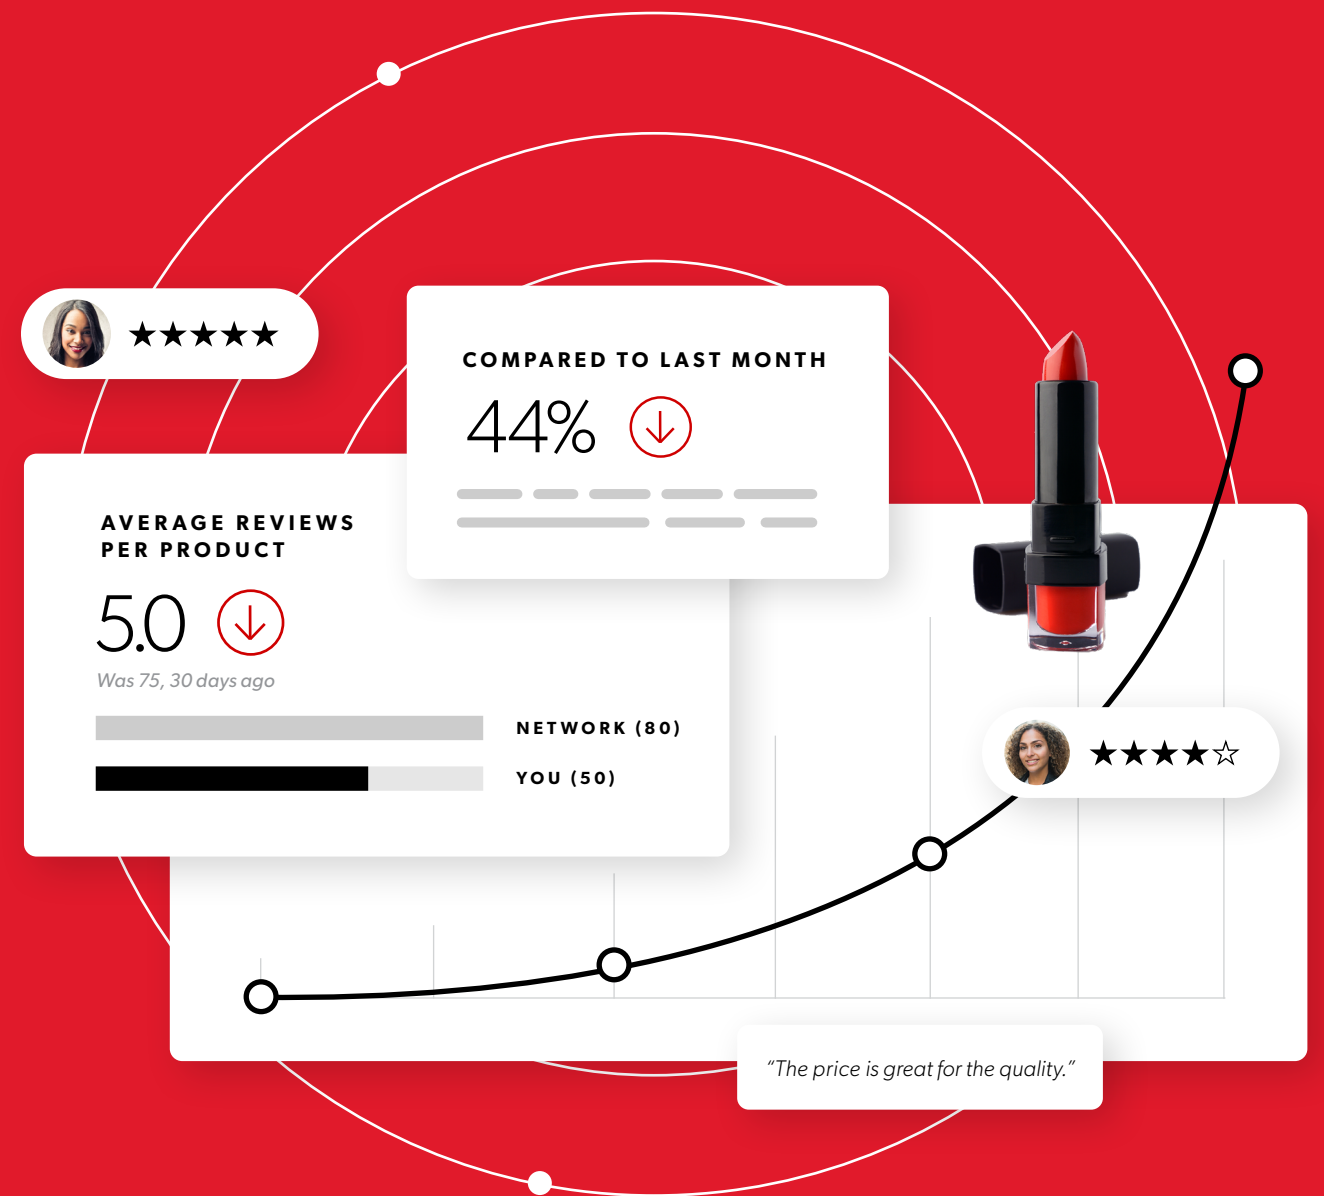 COMPARED TO LAST MONTH
44%
AVERAGE REVIEWS
PER PRODUCT
5.0
Was 75, 30 days ago
NETWORK (80)
YOU (50)
“The price is great for the quality.”